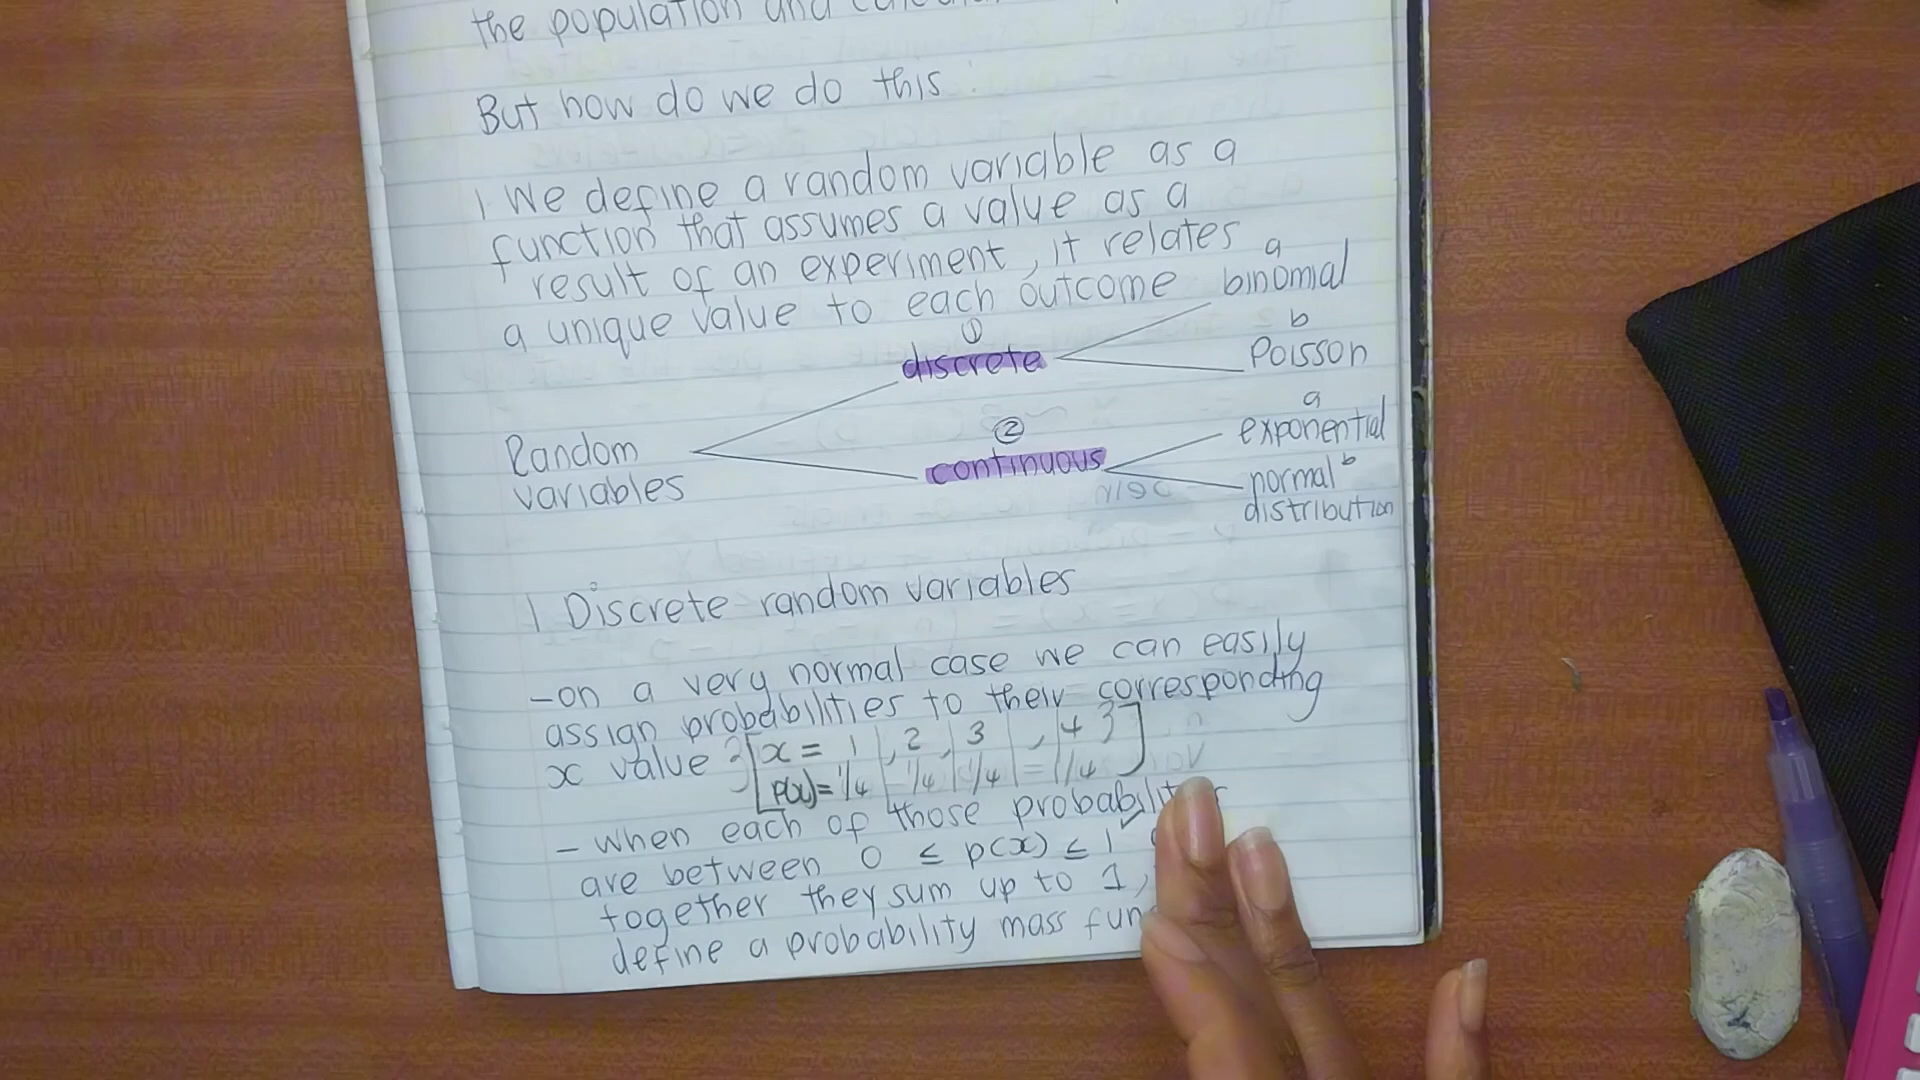 the population and
But how do we do this :
1 We define a random variable as a
function that assumes a value as a
result of an experiment, it relates
a unique value to each outcome
① discrete
a binomial
b Poisson
Random variables
② continuous
a exponential
normal b distribution
1 Discrete random variables
- on a very normal case we can easily
assign probabilities to their corresponding
x value
x = 1 , 2 , 3 , 4
p(x) = 1/4 1/4 1/4 = 1/4
- when each of those
are between 0 ≤ p(x) ≤ 1
together they sum up to 1,
define a probability mass